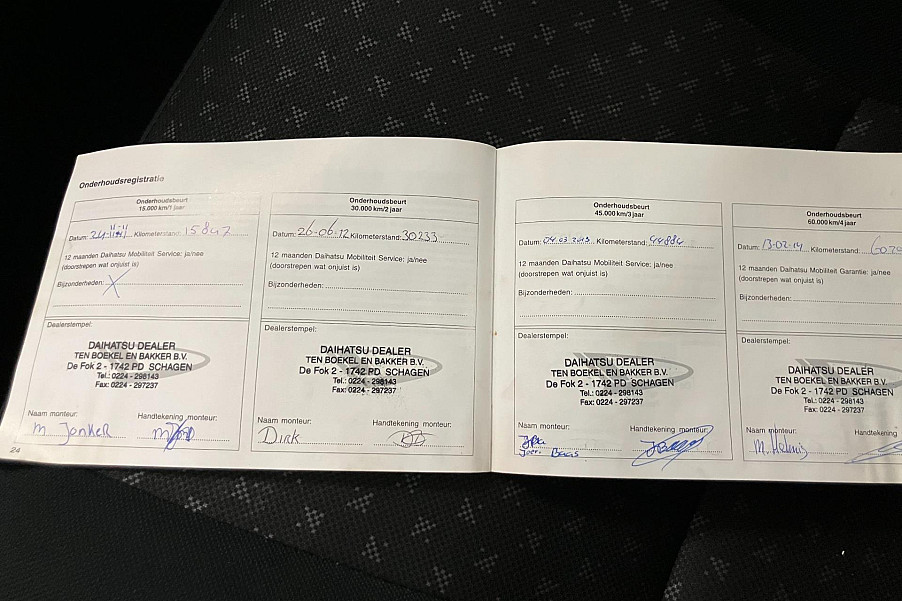 Onderhoudsregistratie
Onderhoudsbeurt
15.000 km/1 jaar
Datum: Kilometerstand: 15847
12 maanden Daihatsu Mobiliteit Service: ja/nee
(doorstrepen wat onjuist is)
Bijzonderheden: X
Dealerstempel:
DAIHATSU DEALER
TEN BOEKEL EN BAKKER B.V.
De Fok 2 - 1742 PD SCHAGEN
Tel.: 0224 - 298143
Fax: 0224 - 297237
Naam monteur: Handtekening monteur:
M Jonker
24
Onderhoudsbeurt
30.000 km/2 jaar
Datum: 26-06-12 Kilometerstand: 30233
12 maanden Daihatsu Mobiliteit Service: ja/nee
(doorstrepen wat onjuist is)
Bijzonderheden:
Dealerstempel:
DAIHATSU DEALER
TEN BOEKEL EN BAKKER B.V.
De Fok 2 - 1742 PD SCHAGEN
Tel.: 0224 - 298143
Fax: 0224 - 297237
Naam monteur: Handtekening monteur:
Dirk
Onderhoudsbeurt
45.000 km/3 jaar
Datum: 04.03.2013 Kilometerstand: 44884
12 maanden Daihatsu Mobiliteit Service: ja/nee
(doorstrepen wat onjuist is)
Bijzonderheden:
Dealerstempel:
DAIHATSU DEALER
TEN BOEKEL EN BAKKER B.V.
De Fok 2 - 1742 PD SCHAGEN
Tel.: 0224 - 298143
Fax: 0224 - 297237
Naam monteur: Handtekening monteur:
Baas
Onderhoudsbeurt
60.000 km/4 jaar
Datum: 13-02-14 Kilometerstand:
12 maanden Daihatsu Mobiliteit Garantie: ja/nee
(doorstrepen wat onjuist is)
Bijzonderheden:
Dealerstempel:
DAIHATSU DEALER
TEN BOEKEL EN BAKKER B.V.
De Fok 2 - 1742 PD SCHAGEN
Tel.: 0224 - 298143
Fax: 0224 - 297237
Naam monteur: Handtekening
M.